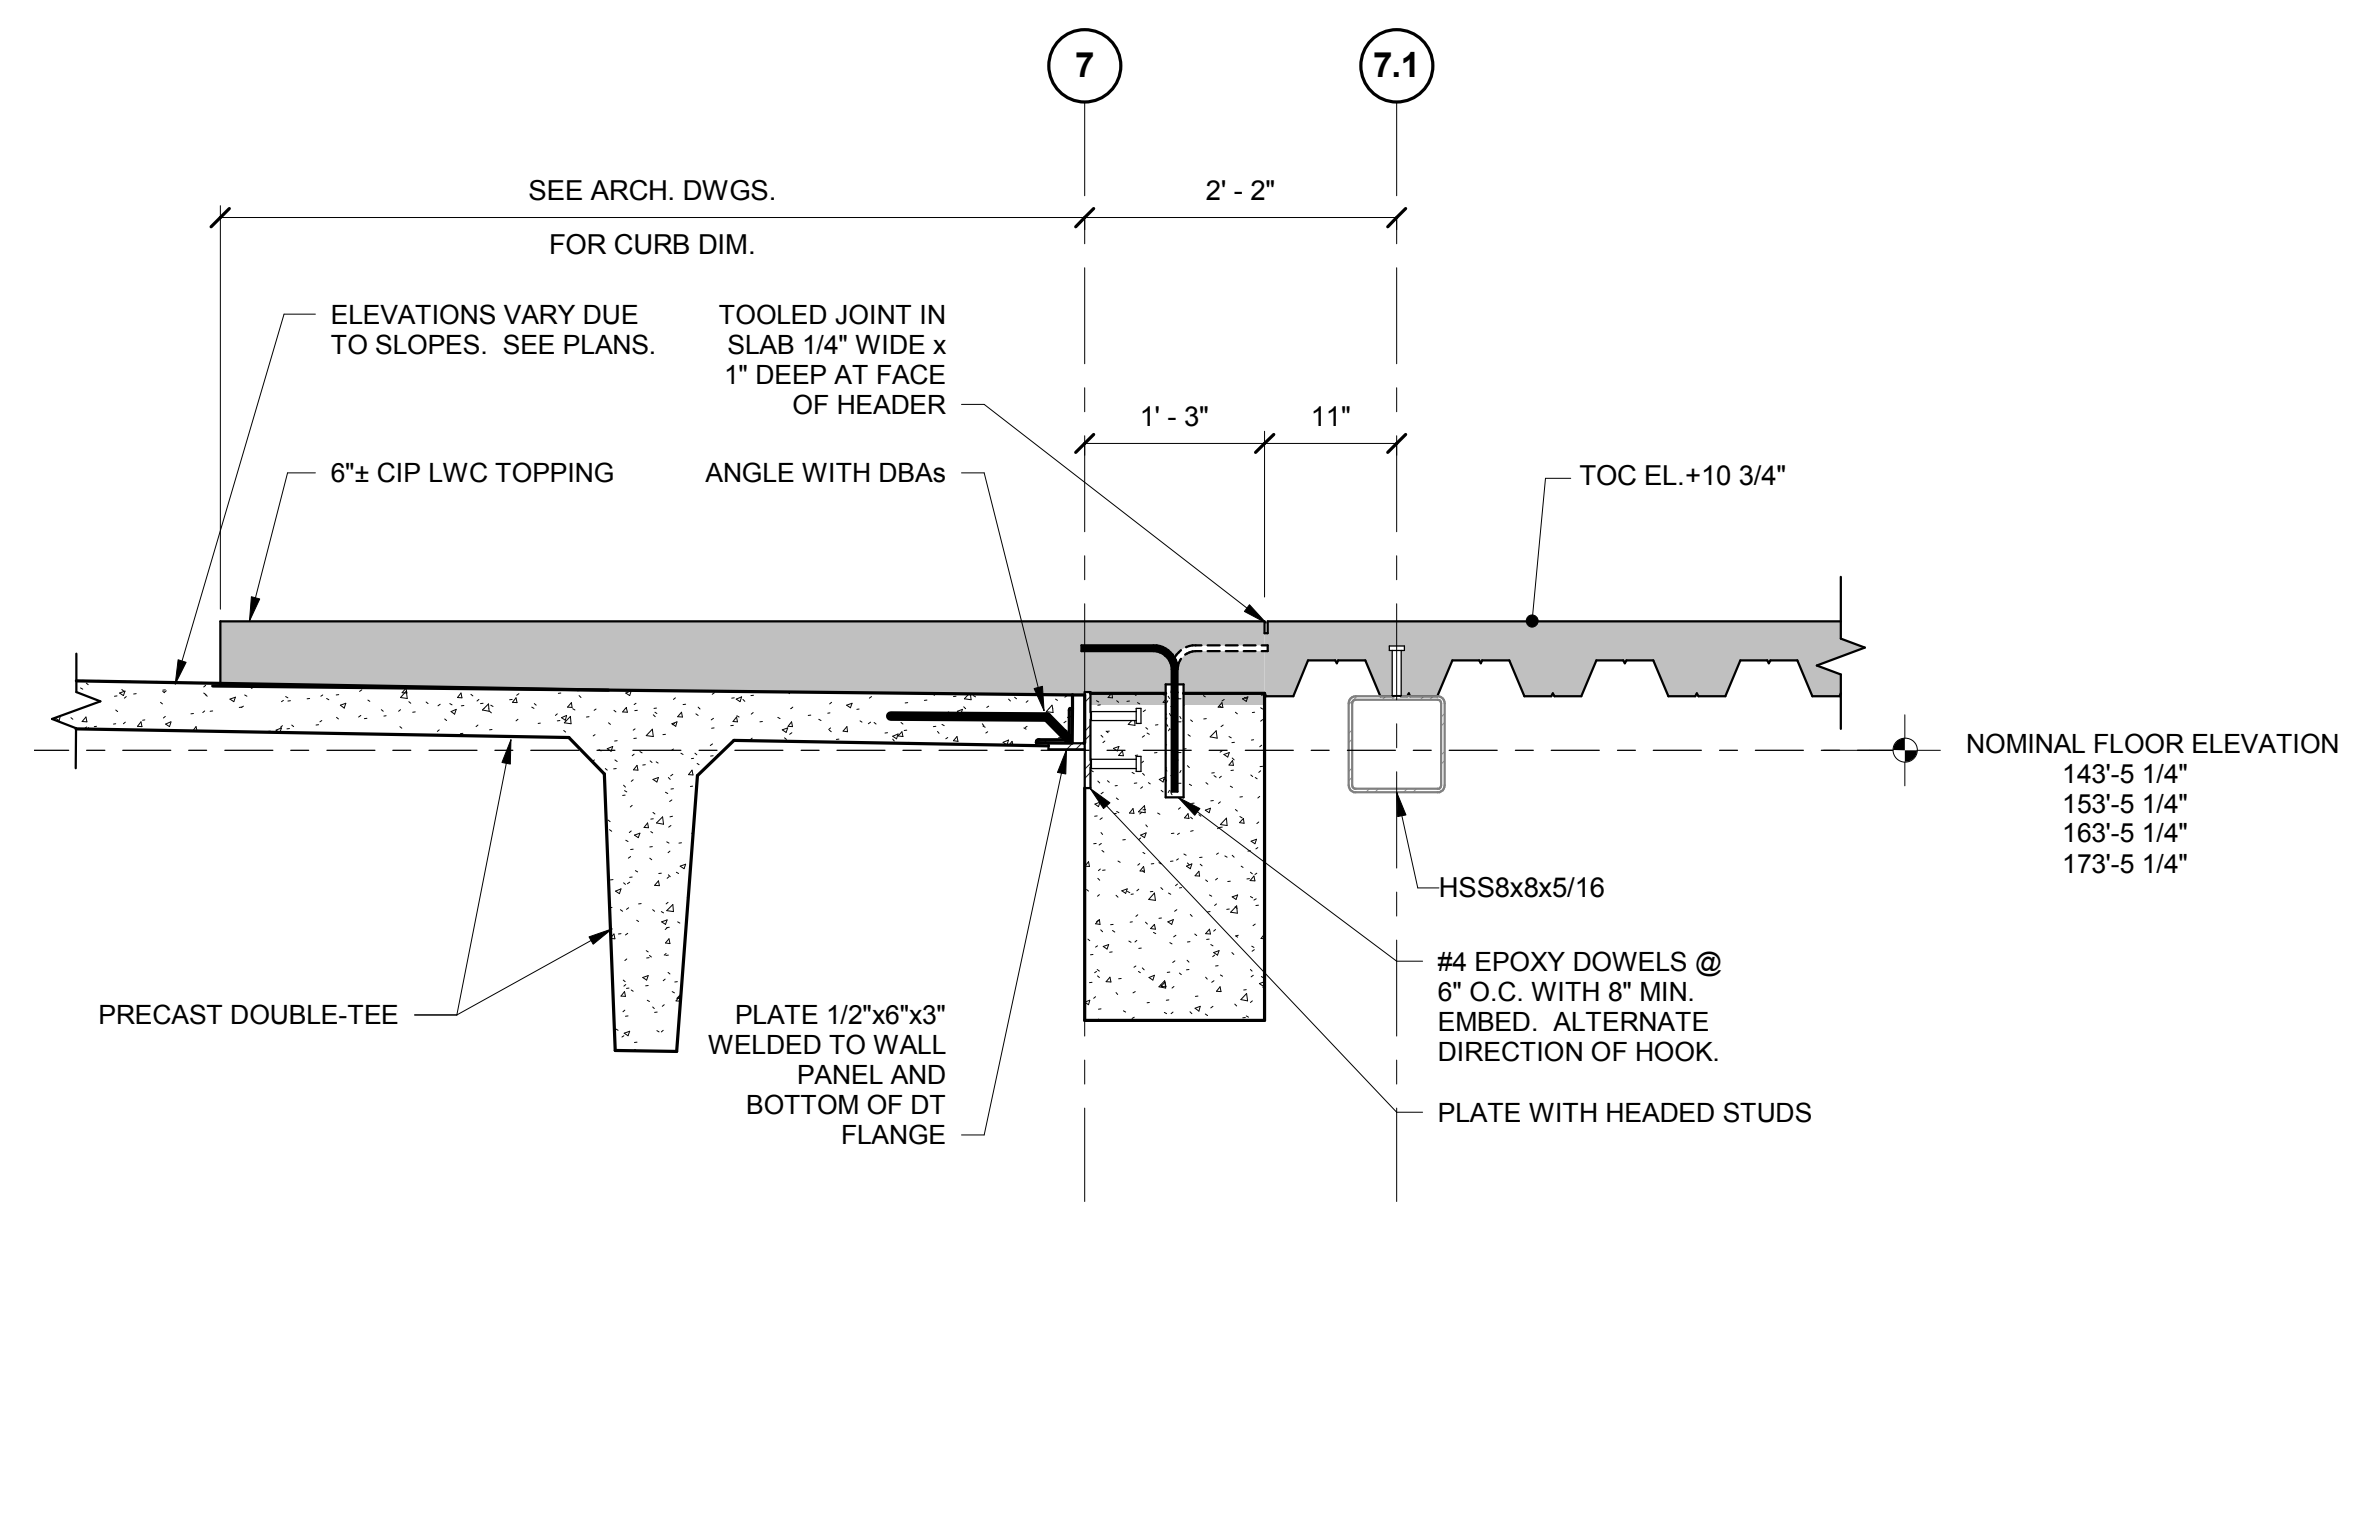 7
7.1
SEE ARCH. DWGS.
FOR CURB DIM.
2' - 2"
ELEVATIONS VARY DUE
TO SLOPES.  SEE PLANS.
TOOLED JOINT IN
SLAB 1/4" WIDE x
1" DEEP AT FACE
OF HEADER
1' - 3"
11"
6"± CIP LWC TOPPING
ANGLE WITH DBAs
TOC EL.+10 3/4"
NOMINAL FLOOR ELEVATION
143'-5 1/4"
153'-5 1/4"
163'-5 1/4"
173'-5 1/4"
HSS8x8x5/16
#4 EPOXY DOWELS @
6" O.C. WITH 8" MIN.
EMBED.  ALTERNATE
DIRECTION OF HOOK.
PRECAST DOUBLE-TEE
PLATE 1/2"x6"x3"
WELDED TO WALL
PANEL AND
BOTTOM OF DT
FLANGE
PLATE WITH HEADED STUDS